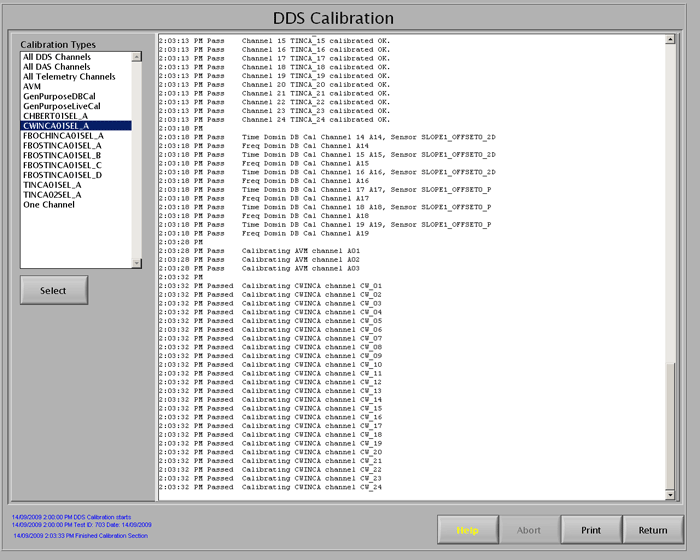 DDS Calibration
Calibration Types
All DDS Channels
All DAS Channels
All Telemetry Channels
AVM
GenPurposeDBCal
GenPurposeLiveCal
CHBERT01SEL_A
CWINCA01SEL_A
FBOCHINCA01SEL_A
FBOSTINCA01SEL_A
FBOSTINCA01SEL_B
FBOSTINCA01SEL_C
FBOSTINCA01SEL_D
TINCA01SEL_A
TINCA02SEL_A
One Channel
Select
2:03:13 PM Pass Channel 15 TINCA_15 calibrated OK.
2:03:13 PM Pass Channel 16 TINCA_16 calibrated OK.
2:03:13 PM Pass Channel 17 TINCA_17 calibrated OK.
2:03:13 PM Pass Channel 18 TINCA_18 calibrated OK.
2:03:13 PM Pass Channel 19 TINCA_19 calibrated OK.
2:03:13 PM Pass Channel 20 TINCA_20 calibrated OK.
2:03:13 PM Pass Channel 21 TINCA_21 calibrated OK.
2:03:13 PM Pass Channel 22 TINCA_22 calibrated OK.
2:03:13 PM Pass Channel 23 TINCA_23 calibrated OK.
2:03:13 PM Pass Channel 24 TINCA_24 calibrated OK.
2:03:18 PM
2:03:18 PM Pass Time Domin DB Cal Channel 14 A14, Sensor SLOPE1_OFFSET0_2D
2:03:18 PM Pass Freq Domin DB Cal Channel A14
2:03:18 PM Pass Time Domin DB Cal Channel 15 A15, Sensor SLOPE1_OFFSET0_2D
2:03:18 PM Pass Freq Domin DB Cal Channel A15
2:03:18 PM Pass Time Domin DB Cal Channel 16 A16, Sensor SLOPE1_OFFSET0_2D
2:03:18 PM Pass Freq Domin DB Cal Channel A16
2:03:18 PM Pass Time Domin DB Cal Channel 17 A17, Sensor SLOPE1_OFFSET0_P
2:03:18 PM Pass Freq Domin DB Cal Channel A17
2:03:18 PM Pass Time Domin DB Cal Channel 18 A18, Sensor SLOPE1_OFFSET0_P
2:03:18 PM Pass Freq Domin DB Cal Channel A18
2:03:18 PM Pass Time Domin DB Cal Channel 19 A19, Sensor SLOPE1_OFFSET0_P
2:03:18 PM Pass Freq Domin DB Cal Channel A19
2:03:28 PM
2:03:28 PM Pass Calibrating AVM channel A01
2:03:28 PM Pass Calibrating AVM channel A02
2:03:28 PM Pass Calibrating AVM channel A03
2:03:32 PM
2:03:32 PM Passed Calibrating CWINCA channel CW_01
2:03:32 PM Passed Calibrating CWINCA channel CW_02
2:03:32 PM Passed Calibrating CWINCA channel CW_03
2:03:32 PM Passed Calibrating CWINCA channel CW_04
2:03:32 PM Passed Calibrating CWINCA channel CW_05
2:03:32 PM Passed Calibrating CWINCA channel CW_06
2:03:32 PM Passed Calibrating CWINCA channel CW_07
2:03:32 PM Passed Calibrating CWINCA channel CW_08
2:03:32 PM Passed Calibrating CWINCA channel CW_09
2:03:32 PM Passed Calibrating CWINCA channel CW_10
2:03:32 PM Passed Calibrating CWINCA channel CW_11
2:03:32 PM Passed Calibrating CWINCA channel CW_12
2:03:32 PM Passed Calibrating CWINCA channel CW_13
2:03:32 PM Passed Calibrating CWINCA channel CW_14
2:03:32 PM Passed Calibrating CWINCA channel CW_15
2:03:32 PM Passed Calibrating CWINCA channel CW_16
2:03:32 PM Passed Calibrating CWINCA channel CW_17
2:03:32 PM Passed Calibrating CWINCA channel CW_18
2:03:32 PM Passed Calibrating CWINCA channel CW_19
2:03:32 PM Passed Calibrating CWINCA channel CW_20
2:03:32 PM Passed Calibrating CWINCA channel CW_21
2:03:32 PM Passed Calibrating CWINCA channel CW_22
2:03:32 PM Passed Calibrating CWINCA channel CW_23
2:03:32 PM Passed Calibrating CWINCA channel CW_24
14/09/2009 2:00:00 PM DDS Calibration starts
14/09/2009 2:00:00 PM Test ID: 703 Date: 14/09/2009
14/09/2009 2:03:33 PM Finished Calibration Section
Help
Abort
Print
Return